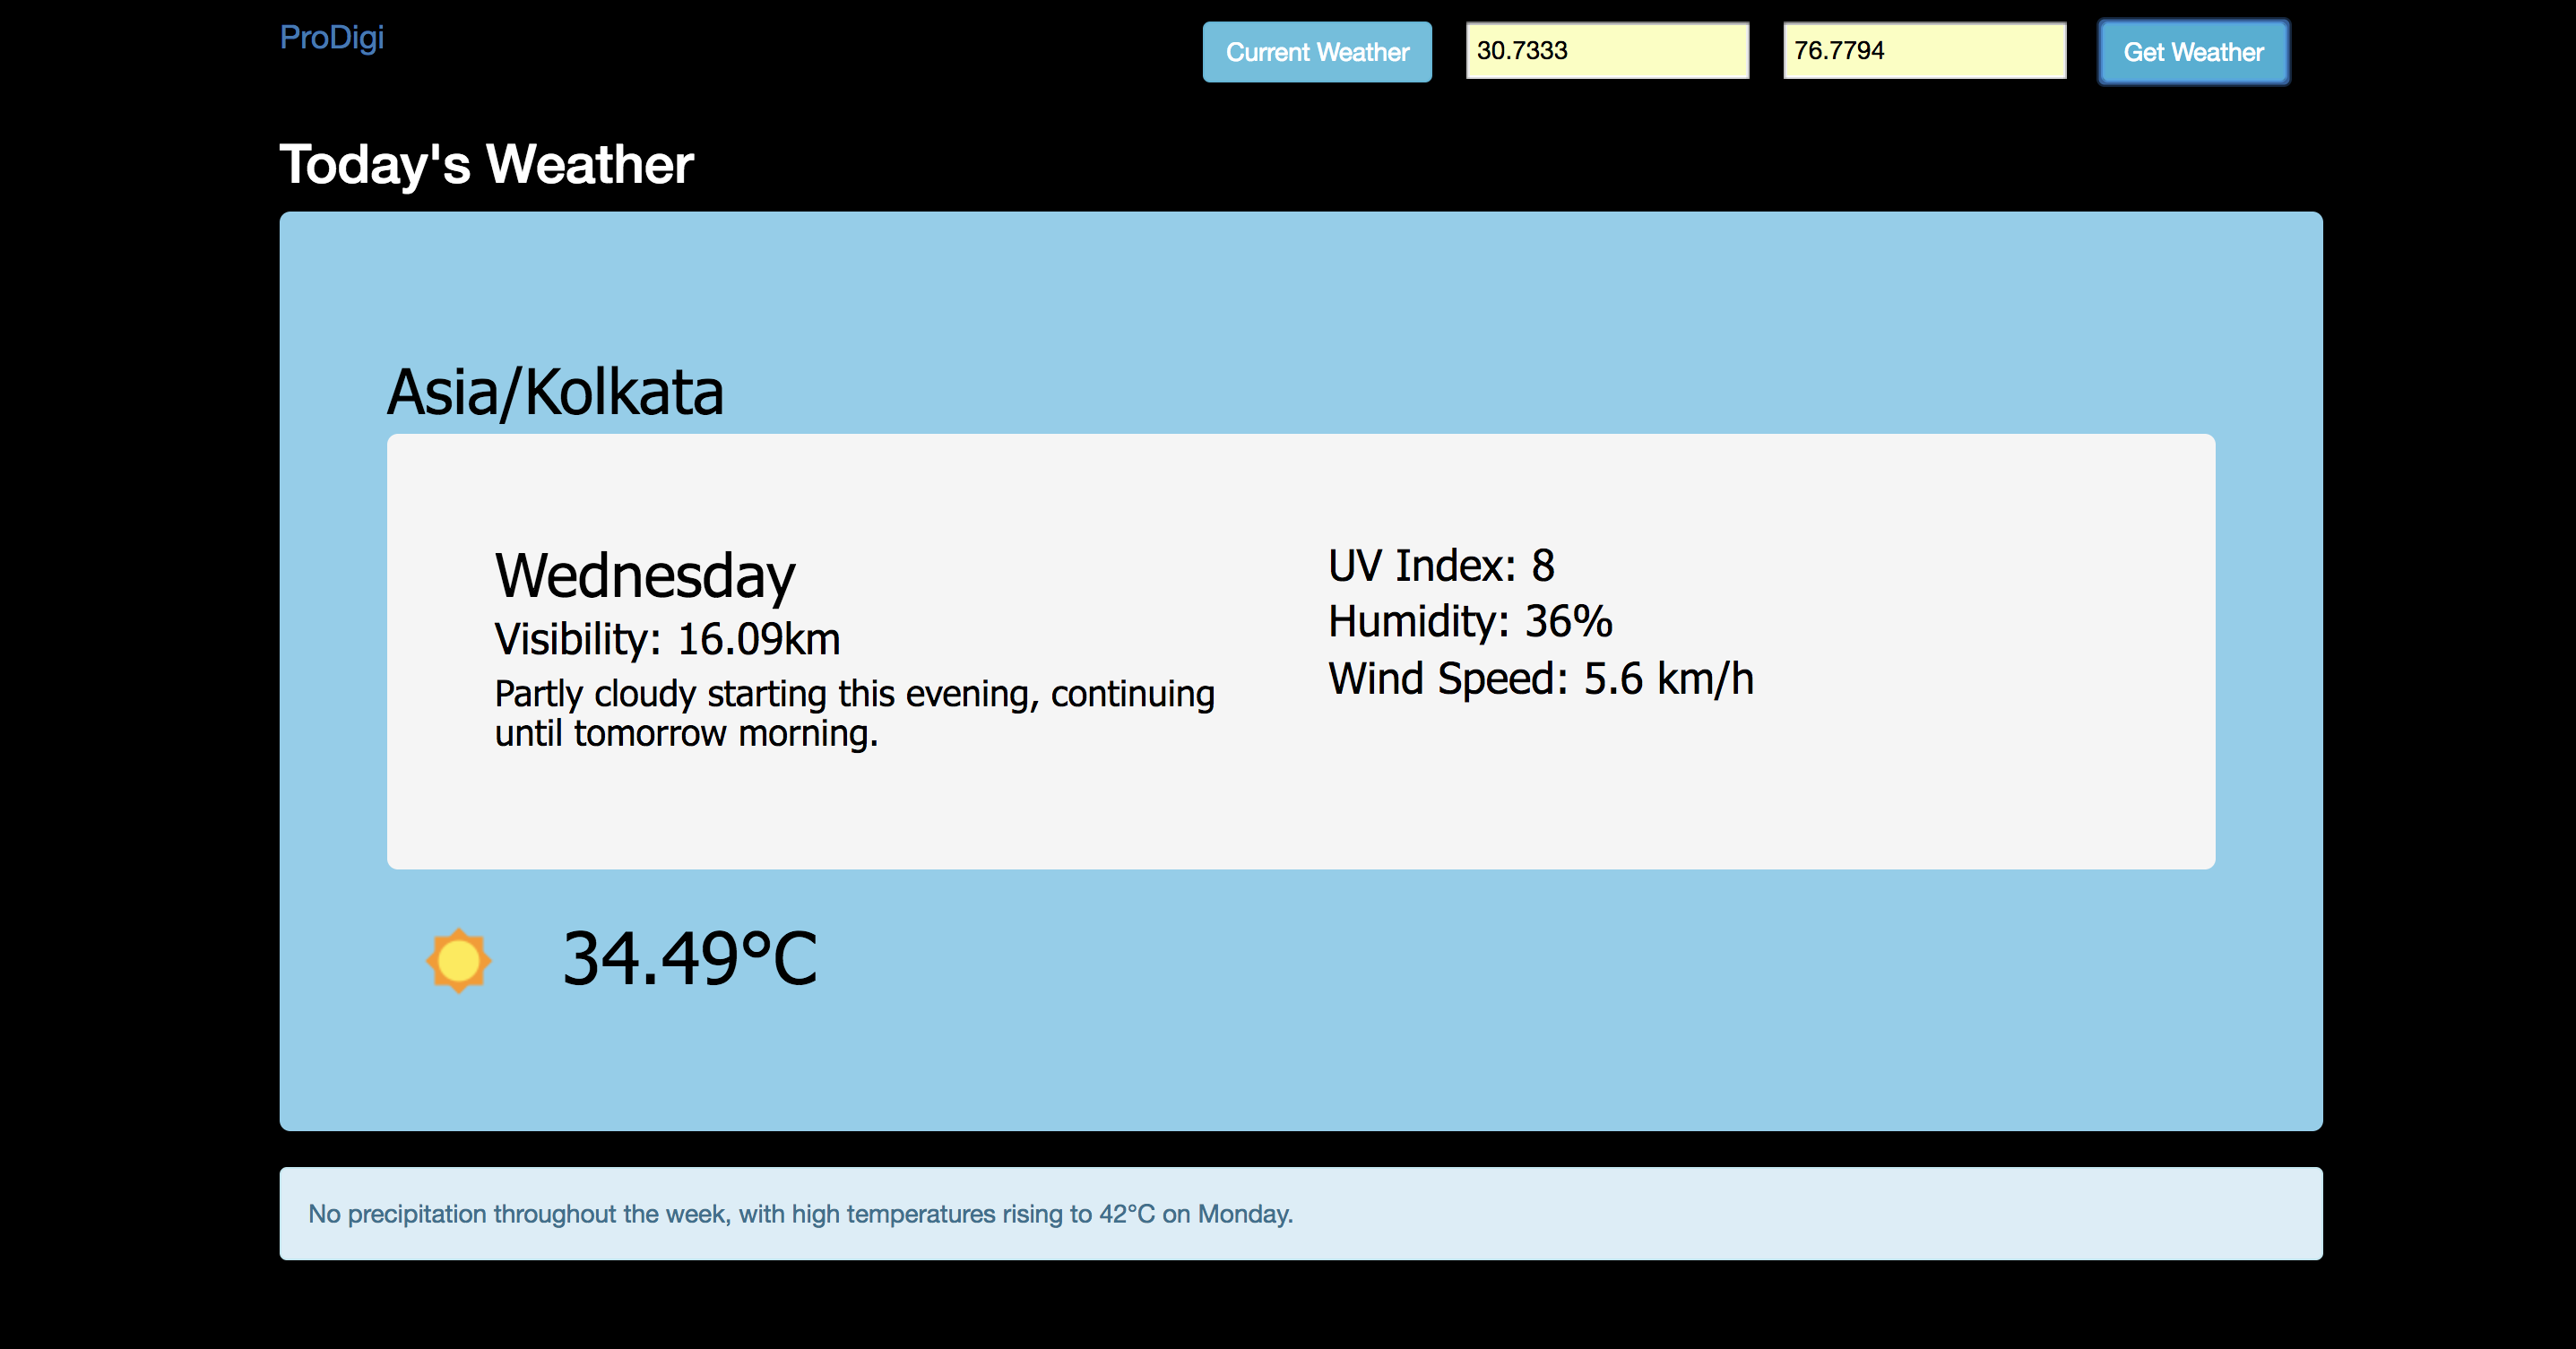 ProDigi
Current Weather
30.7333
76.7794
Get Weather
Today's Weather
Asia/Kolkata
Wednesday
Visibility: 16.09km
Partly cloudy starting this evening, continuing
until tomorrow morning.
UV Index: 8
Humidity: 36%
Wind Speed: 5.6 km/h
34.49°C
No precipitation throughout the week, with high temperatures rising to 42°C on Monday.